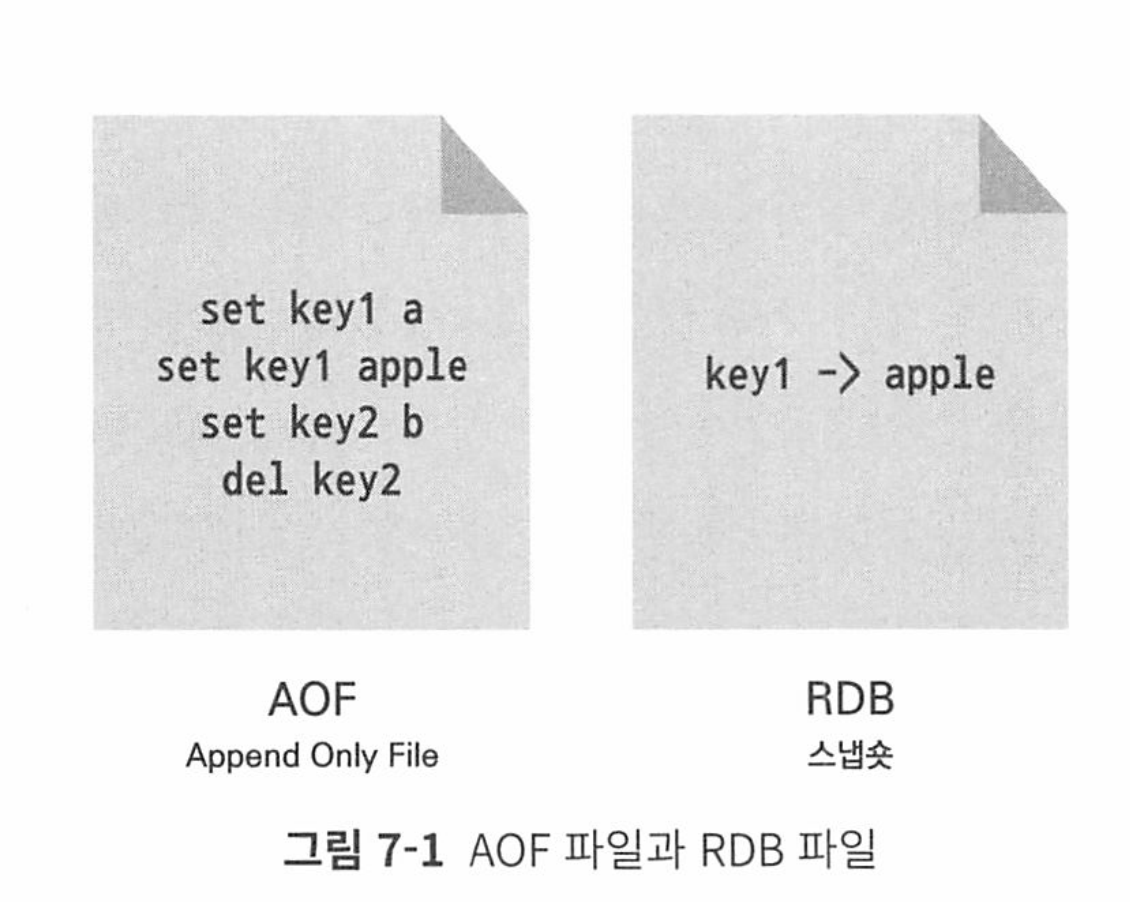 set key1 a
set key1 apple
set key2 b
del key2
key1 -> apple
AOF
Append Only File
RDB
스냅숏
그림 7-1 AOF 파일과 RDB 파일